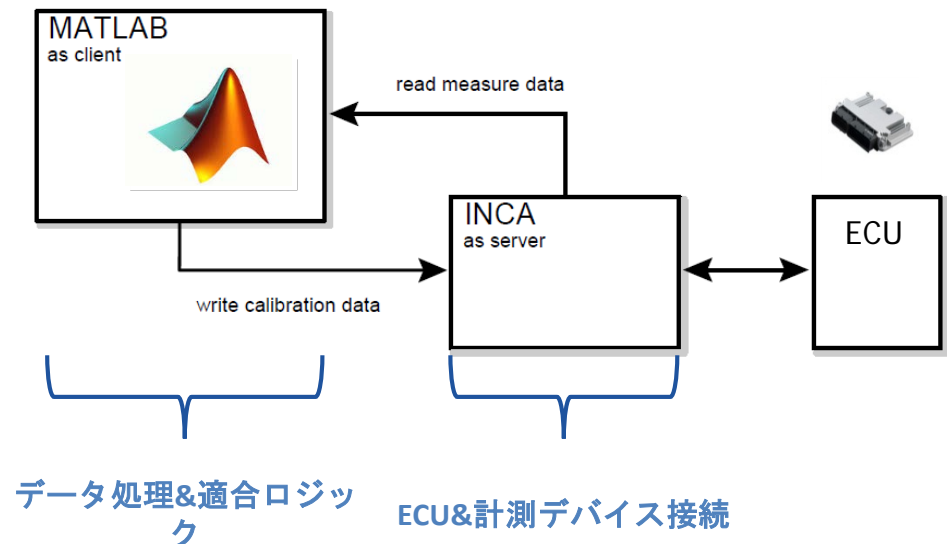 MATLAB
as client
read measure data
INCA
as server
ECU
write calibration data
データ処理&適合ロジッ
ク
ECU&計測デバイス接続